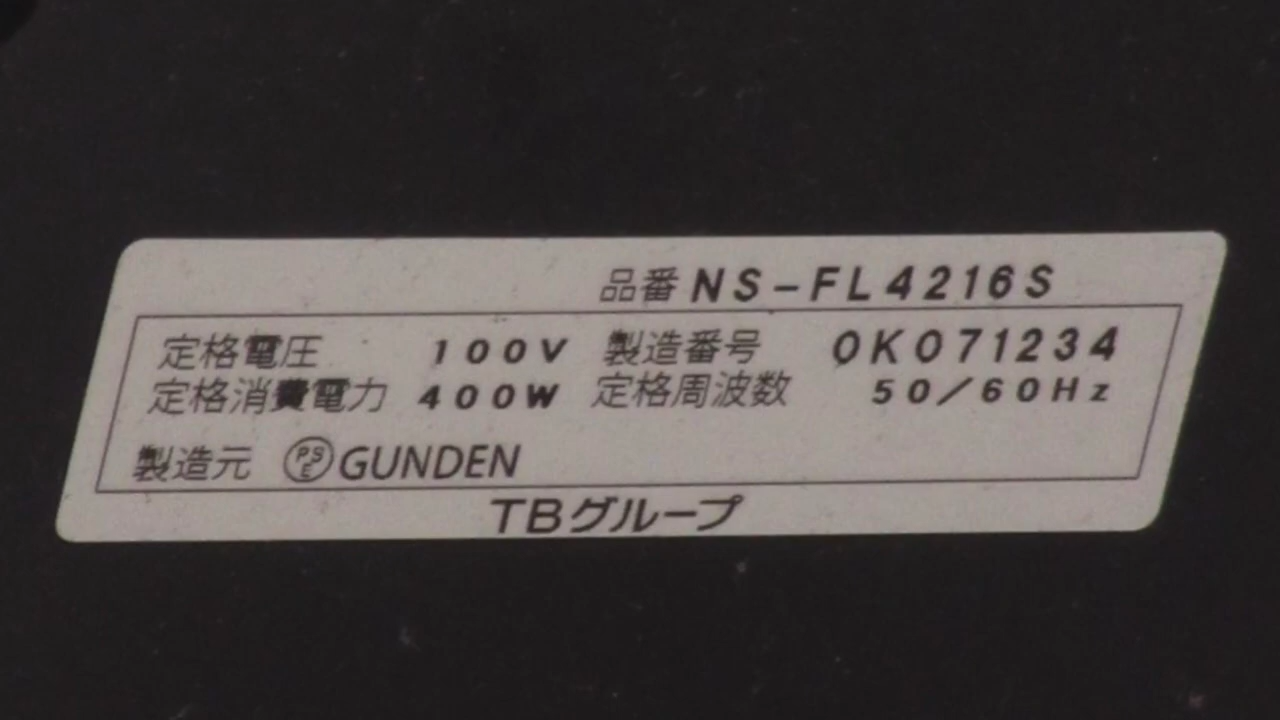 品番 NS-FL4216S
定格電圧 100V 製造番号 0K071234
定格消費電力 400W 定格周波数 50/60Hz
製造元 PSE GUNDEN
TBグループ